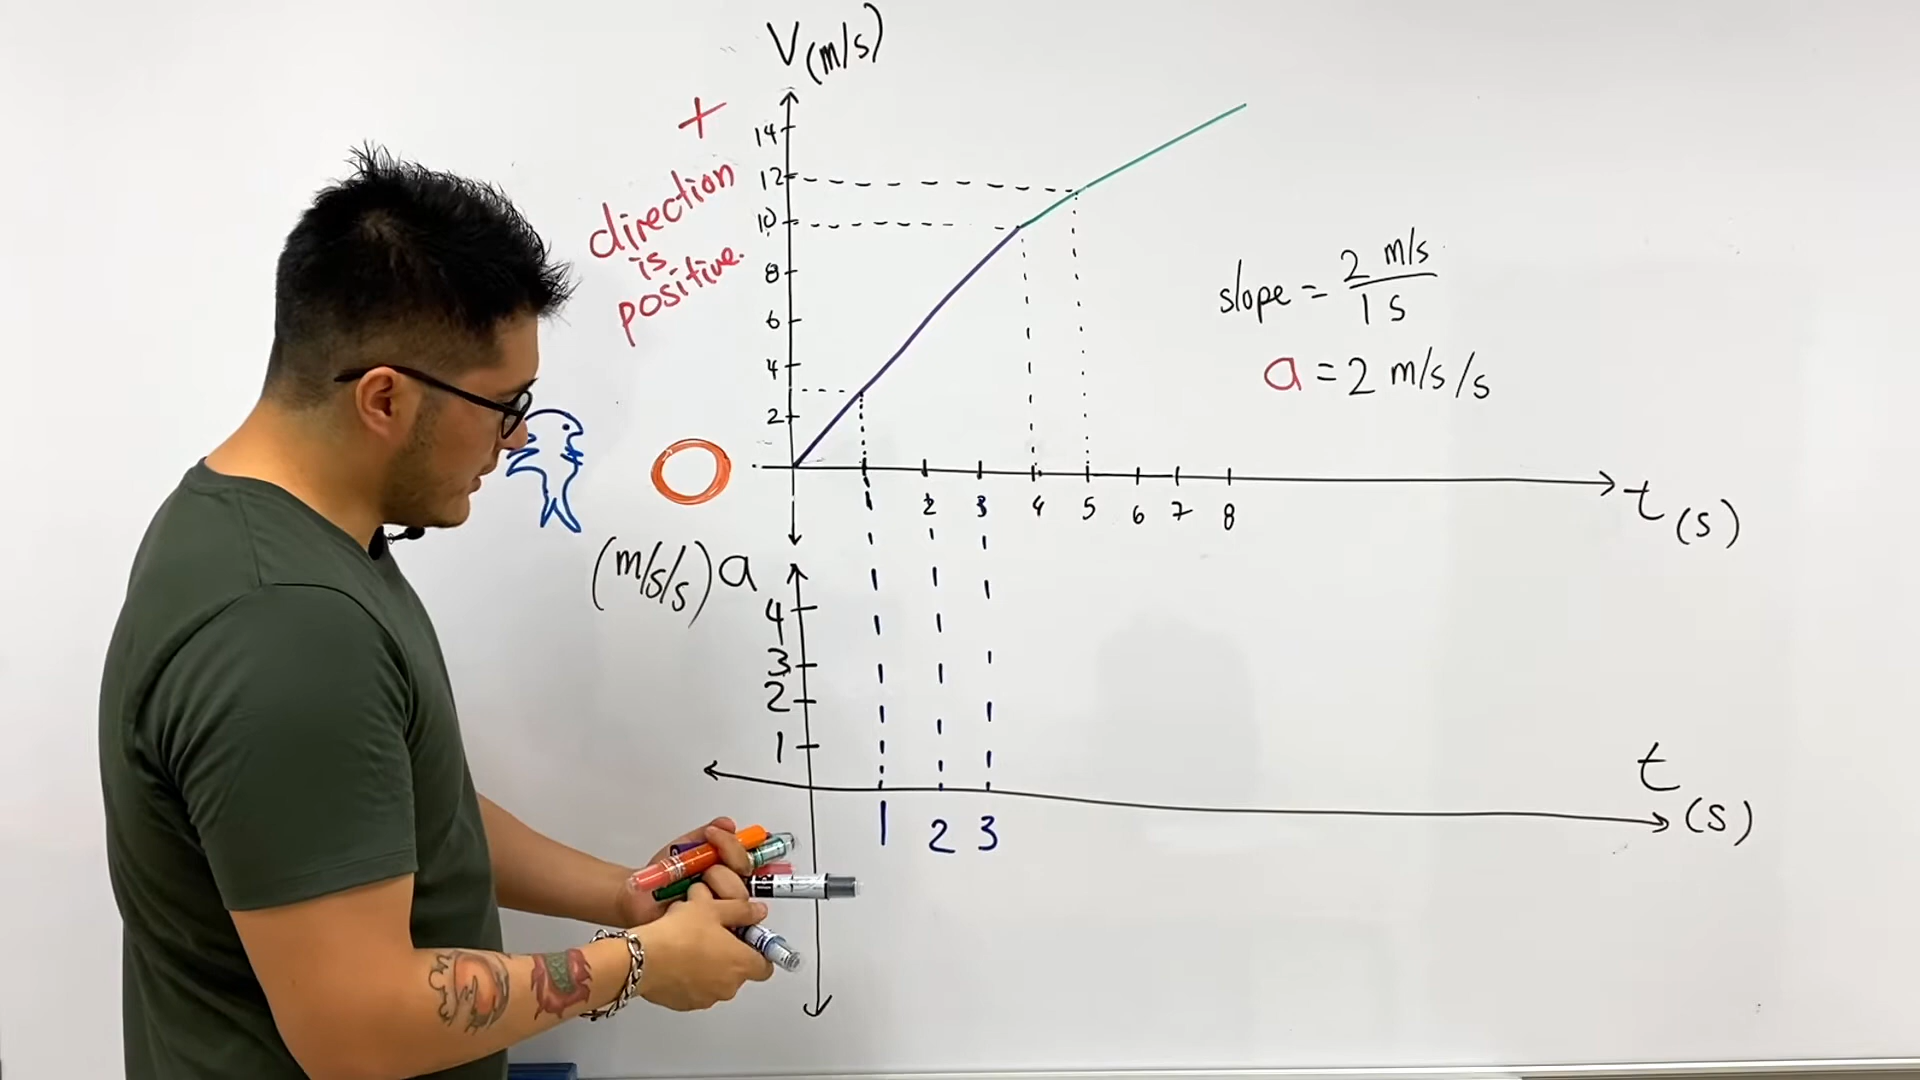 V(m/s)
+
direction
is
positive.
14
12
10
8
6
4
2
2 3 4 5 6 7 8
t(s)
slope = 2 m/s
1 s
a = 2 m/s/s
(m/s/s) a
4
3
2
1
t
(s)
1 2 3